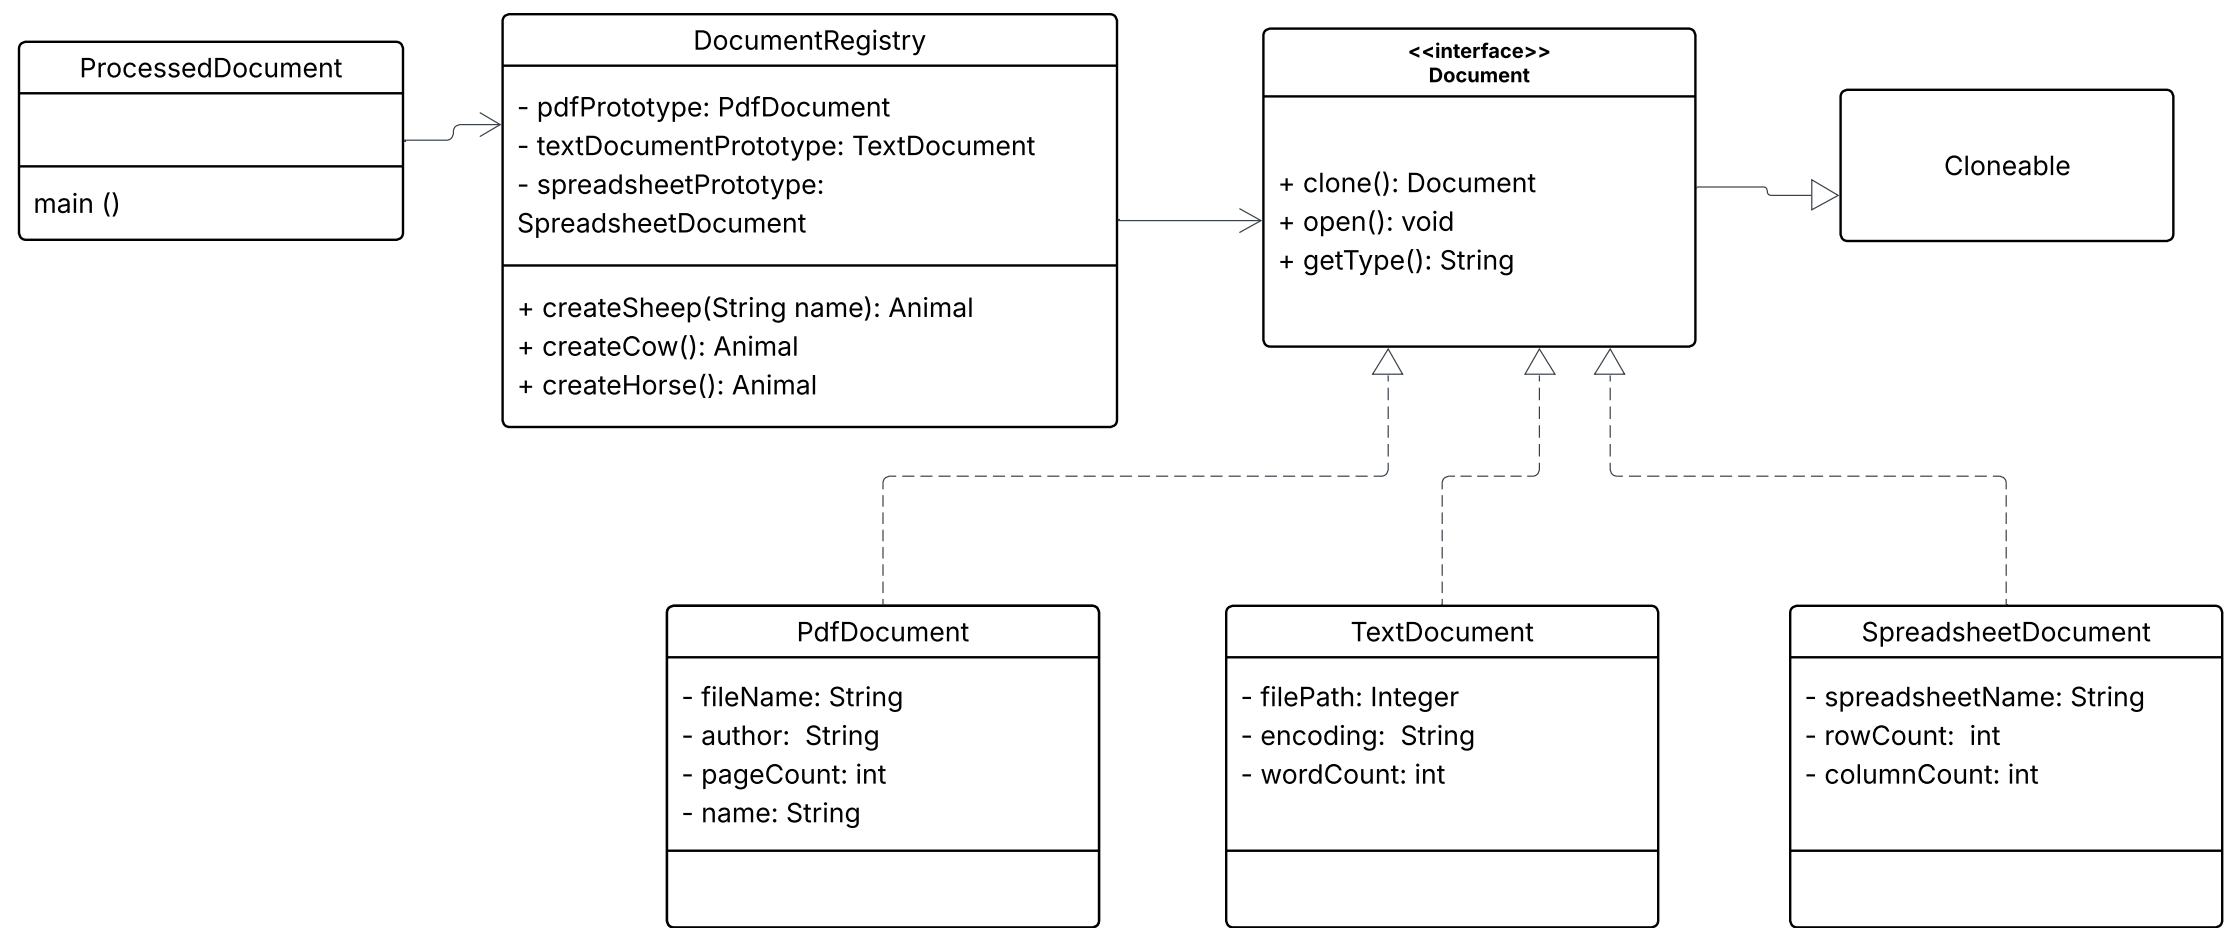 ProcessedDocument
main ()
DocumentRegistry
- pdfPrototype: PdfDocument
- textDocumentPrototype: TextDocument
- spreadsheetPrototype:
SpreadsheetDocument
+ createSheep(String name): Animal
+ createCow(): Animal
+ createHorse(): Animal
<<interface>>
Document
+ clone(): Document
+ open(): void
+ getType(): String
Cloneable
PdfDocument
- fileName: String
- author:  String
- pageCount: int
- name: String
TextDocument
- filePath: Integer
- encoding:  String
- wordCount: int
SpreadsheetDocument
- spreadsheetName: String
- rowCount:  int
- columnCount: int